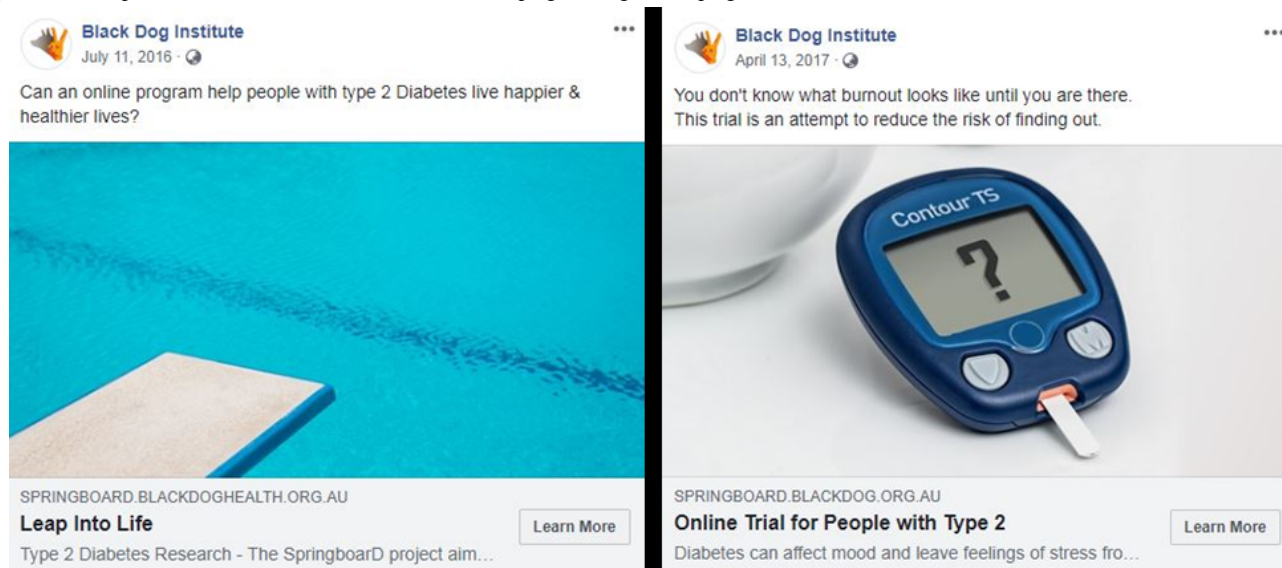 Black Dog Institute
July 11, 2016 ·
Can an online program help people with type 2 Diabetes live happier &
healthier lives?
SPRINGBOARD.BLACKDOGHEALTH.ORG.AU
Leap Into Life
Learn More
Type 2 Diabetes Research - The SpringboarD project aim...
Black Dog Institute
April 13, 2017 ·
You don't know what burnout looks like until you are there.
This trial is an attempt to reduce the risk of finding out.
Contour TS
?
M
SPRINGBOARD.BLACKDOG.ORG.AU
Online Trial for People with Type 2
Learn More
Diabetes can affect mood and leave feelings of stress fro...